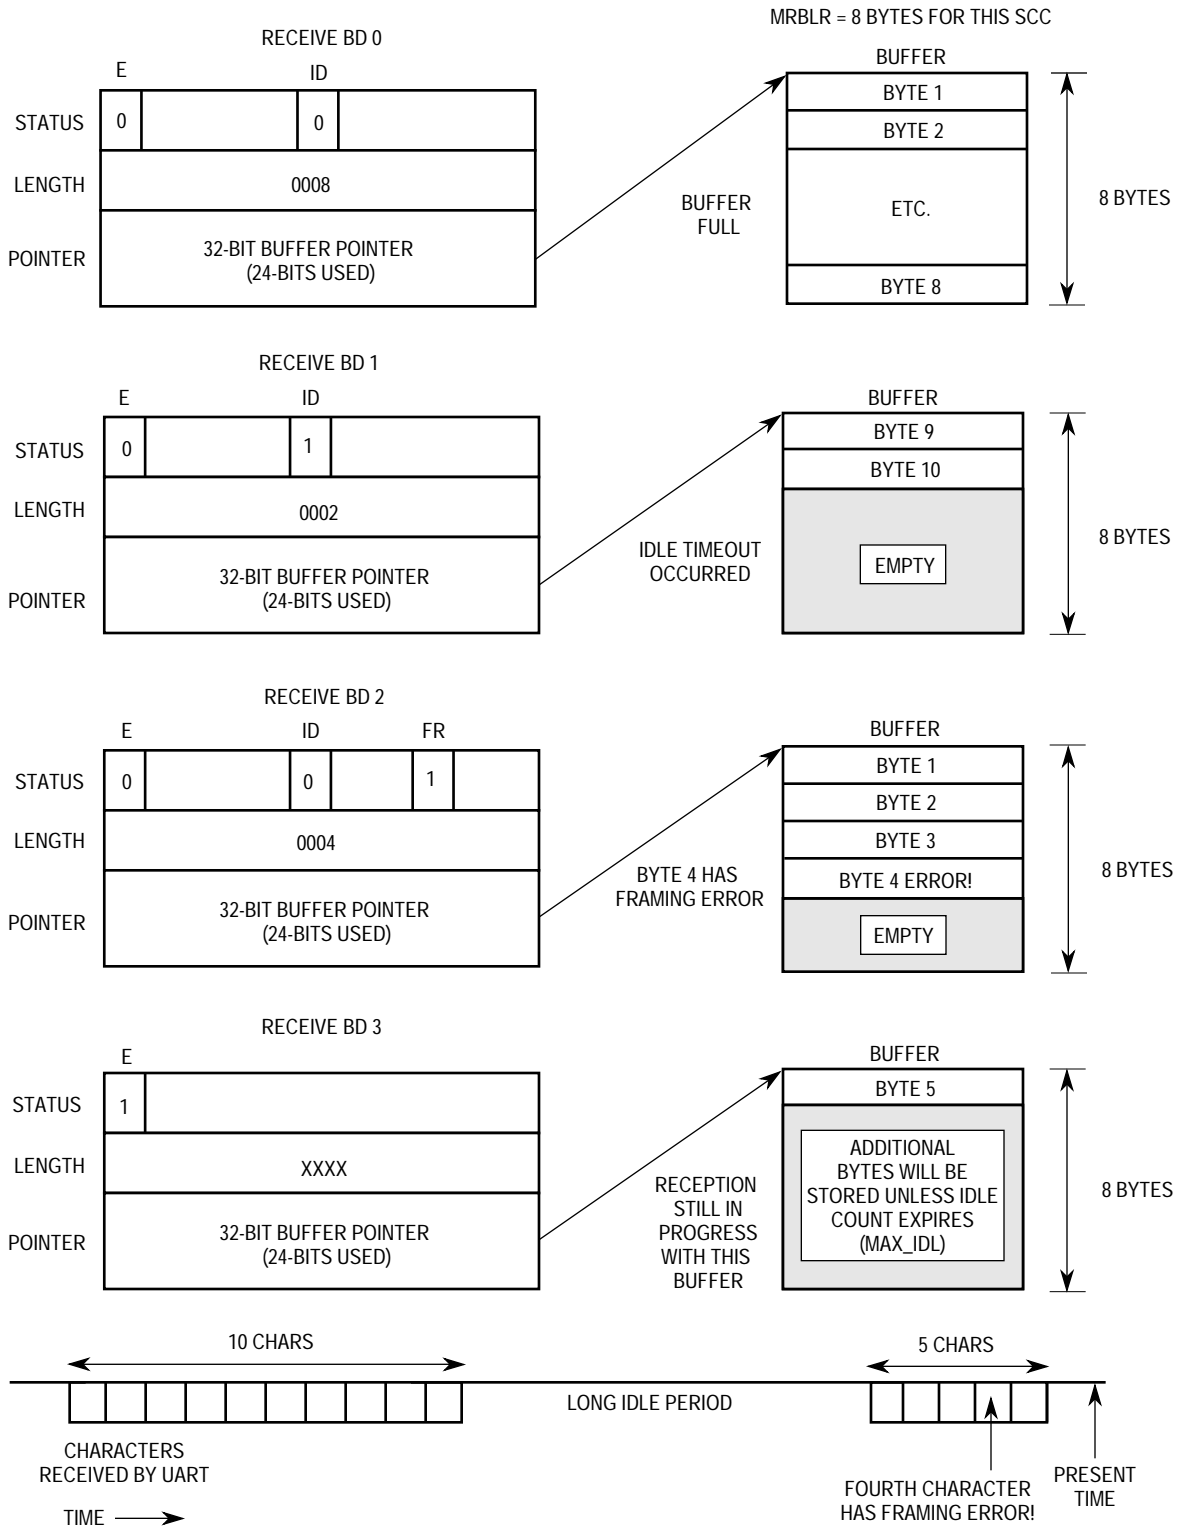 MRBLR = 8 BYTES FOR THIS SCC
RECEIVE BD 0
E ID
STATUS 0 0
LENGTH 0008
POINTER 32-BIT BUFFER POINTER
(24-BITS USED)
BUFFER
FULL
BUFFER
BYTE 1
BYTE 2
ETC.
BYTE 8
8 BYTES
RECEIVE BD 1
E ID
STATUS 0 1
LENGTH 0002
POINTER 32-BIT BUFFER POINTER
(24-BITS USED)
IDLE TIMEOUT
OCCURRED
BUFFER
BYTE 9
BYTE 10
EMPTY
8 BYTES
RECEIVE BD 2
E ID FR
STATUS 0 0 1
LENGTH 0004
POINTER 32-BIT BUFFER POINTER
(24-BITS USED)
BYTE 4 HAS
FRAMING ERROR
BUFFER
BYTE 1
BYTE 2
BYTE 3
BYTE 4 ERROR!
EMPTY
8 BYTES
RECEIVE BD 3
E
STATUS 1
LENGTH XXXX
POINTER 32-BIT BUFFER POINTER
(24-BITS USED)
RECEPTION
STILL IN
PROGRESS
WITH THIS
BUFFER
BUFFER
BYTE 5
ADDITIONAL
BYTES WILL BE
STORED UNLESS IDLE
COUNT EXPIRES
(MAX_IDL)
8 BYTES
10 CHARS
5 CHARS
LONG IDLE PERIOD
CHARACTERS
RECEIVED BY UART
TIME
FOURTH CHARACTER
HAS FRAMING ERROR!
PRESENT
TIME